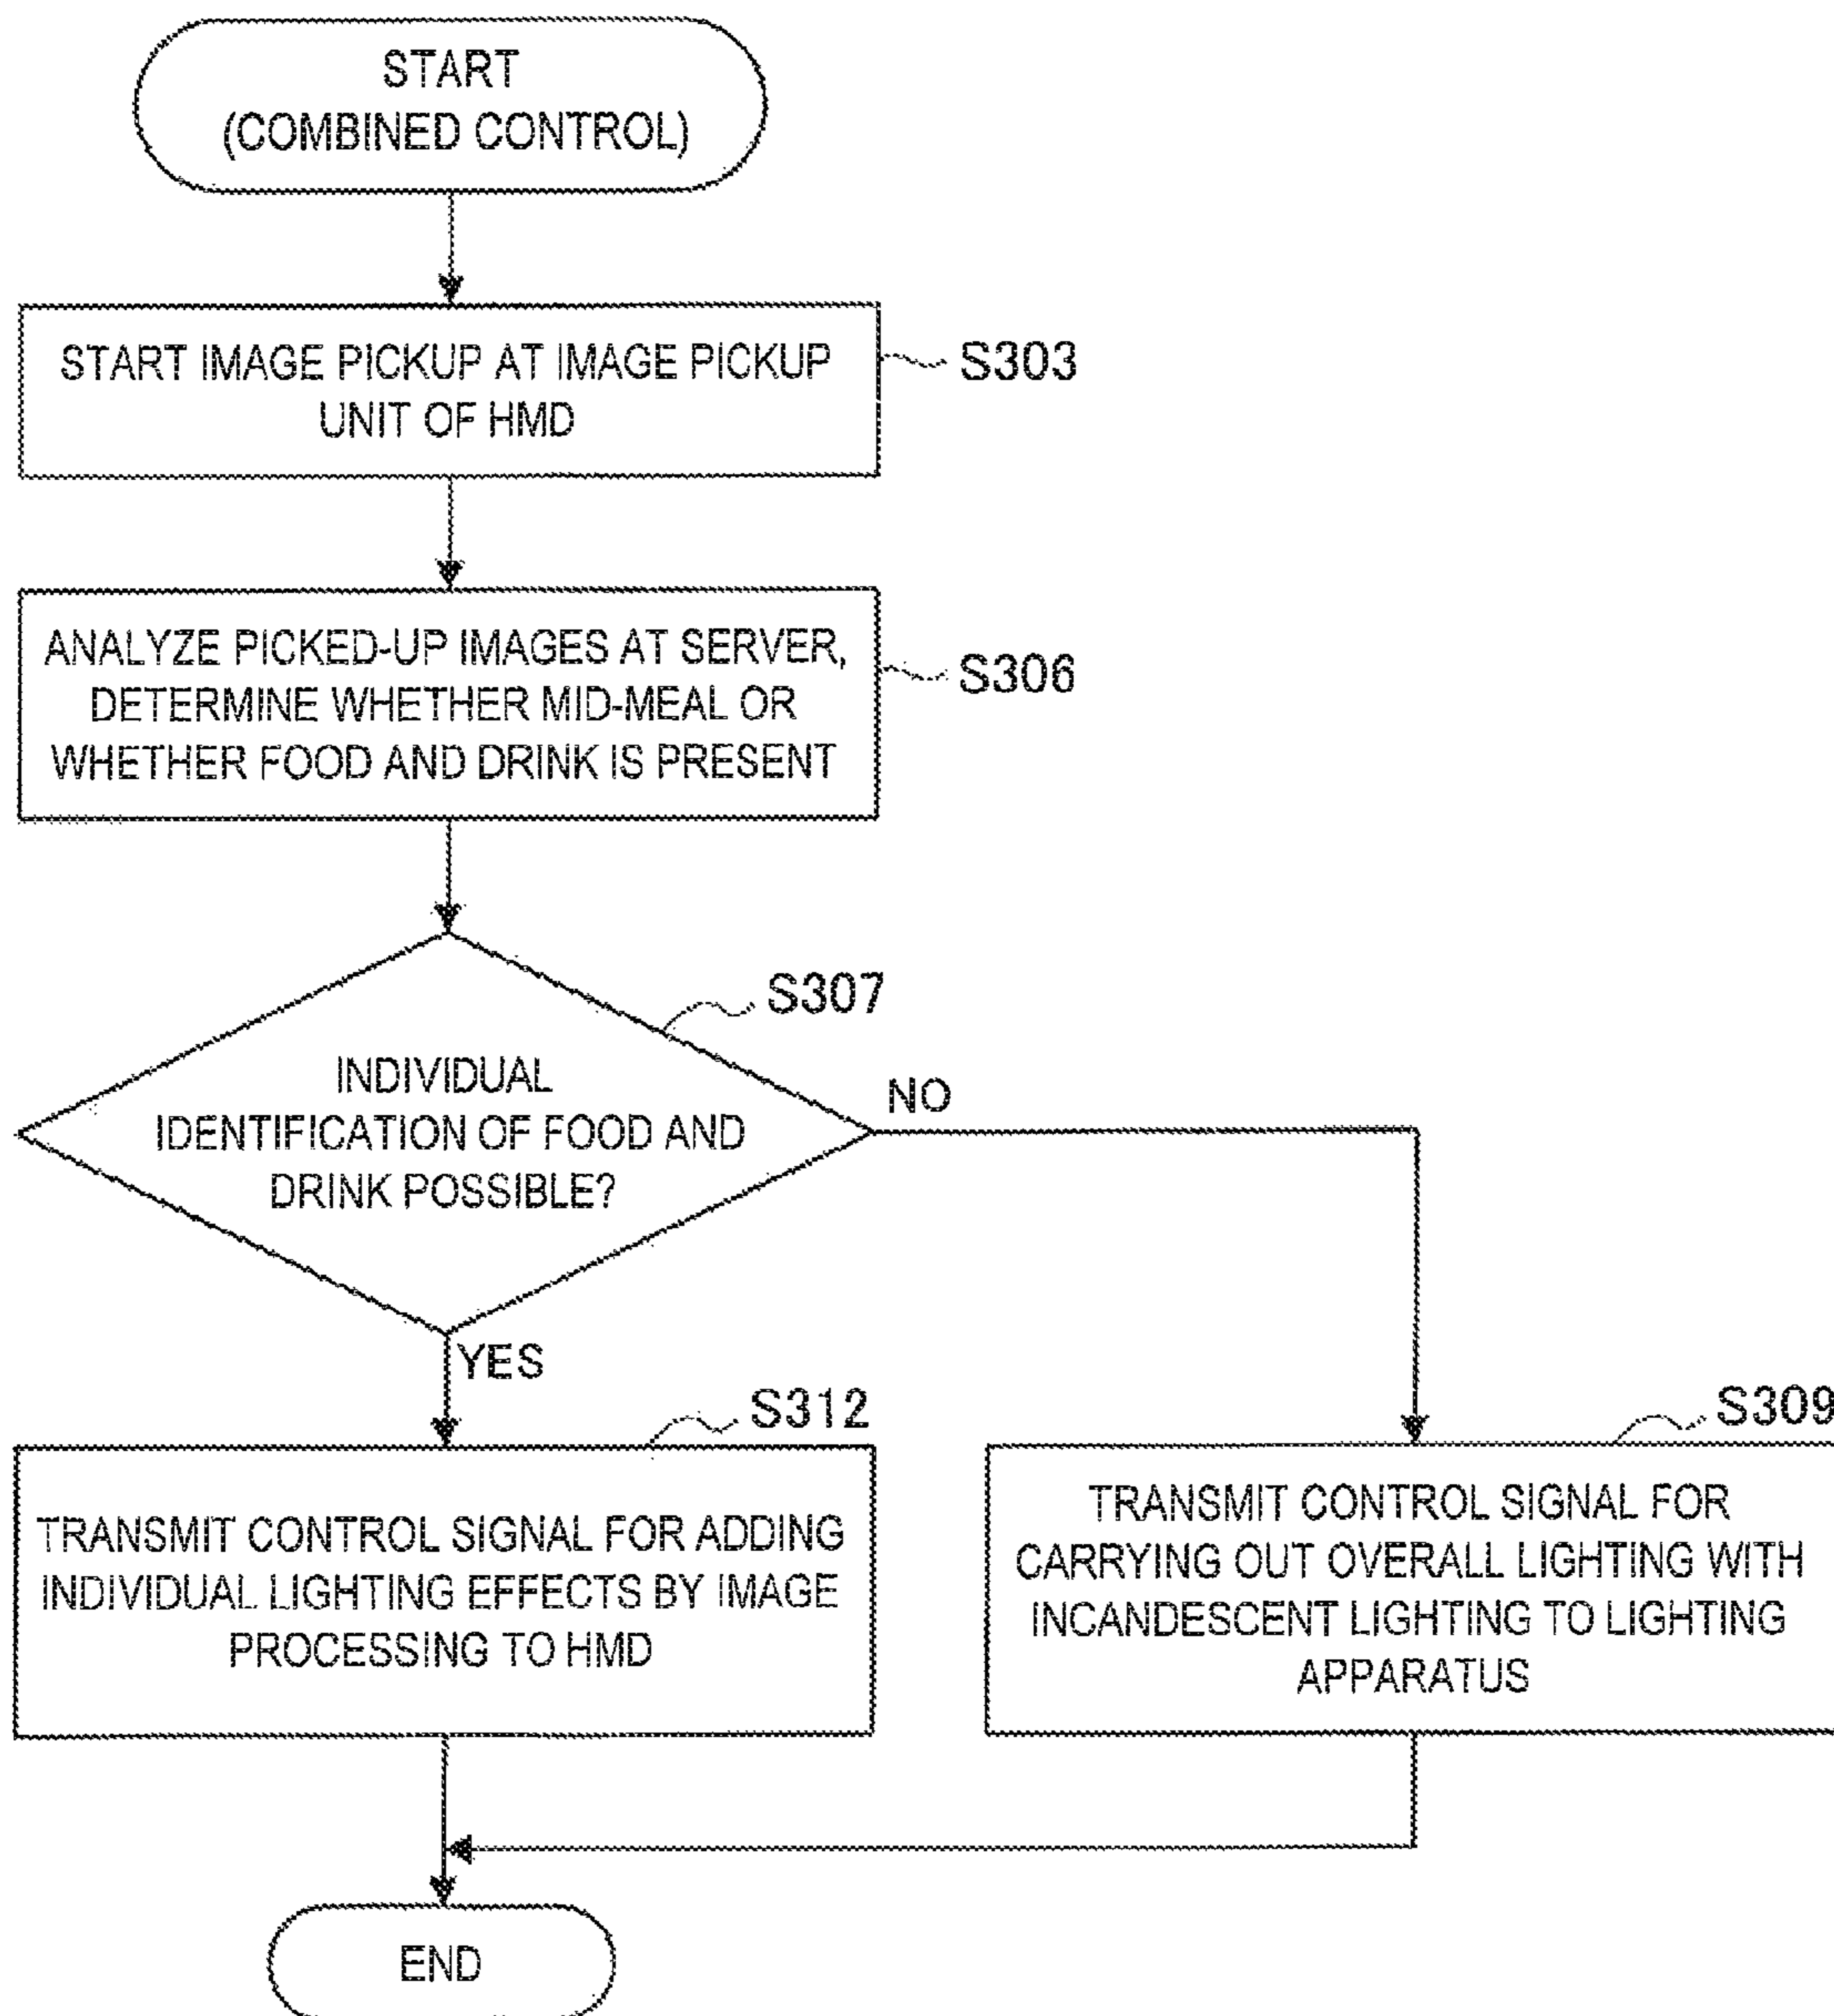 START
(COMBINED CONTROL)
START IMAGE PICKUP AT IMAGE PICKUP
UNIT OF HMD
S303
ANALYZE PICKED-UP IMAGES AT SERVER,
DETERMINE WHETHER MID-MEAL OR
WHETHER FOOD AND DRINK IS PRESENT
S306
S307
INDIVIDUAL
IDENTIFICATION OF FOOD AND
DRINK POSSIBLE?
NO
YES
S312
TRANSMIT CONTROL SIGNAL FOR ADDING
INDIVIDUAL LIGHTING EFFECTS BY IMAGE
PROCESSING TO HMD
S309
TRANSMIT CONTROL SIGNAL FOR
CARRYING OUT OVERALL LIGHTING WITH
INCANDESCENT LIGHTING TO LIGHTING
APPARATUS
END